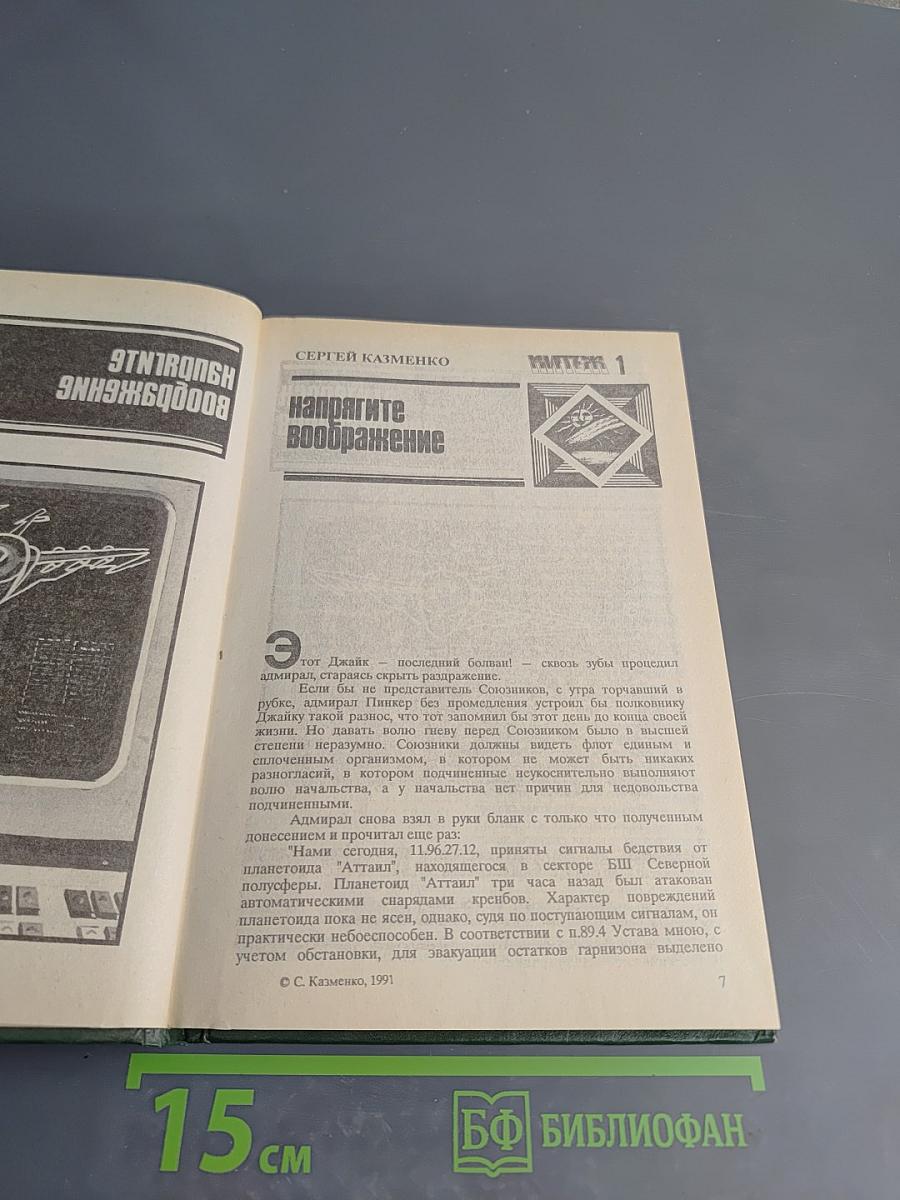 напрягите
воображение
СЕРГЕЙ КАЗМЕНКО
КИТЕЖ 1
напрягите
воображение
Этот Джайк — последний болван! — сквозь зубы процедил
адмирал, стараясь скрыть раздражение.
Если бы не представитель Союзников, с утра торчавший в
рубке, адмирал Пинкер без промедления устроил бы полковнику
Джайку такой разнос, что тот запомнил бы этот день до конца своей
жизни. Но давать волю гневу перед Союзником было в высшей
степени неразумно. Союзники должны видеть флот единым и
сплоченным организмом, в котором не может быть никаких
разногласий, в котором подчиненные неукоснительно выполняют
волю начальства, а у начальства нет причин для недовольства
подчиненными.
Адмирал снова взял в руки бланк с только что полученным
донесением и прочитал еще раз:
"Нами сегодня, 11.96.27.12, приняты сигналы бедствия от
планетоида "Аттаил", находящегося в секторе БШ Северной
полусферы. Планетоид "Аттаил" три часа назад был атакован
автоматическими снарядами кренбов. Характер повреждений
планетоида пока не ясен, однако, судя по поступающим сигналам, он
практически небоеспособен. В соответствии с п.89.4 Устава мною, с
учетом обстановки, для эвакуации остатков гарнизона выделено
© С. Казменко, 1991
7
15 см
БФ БИБЛИОФАН